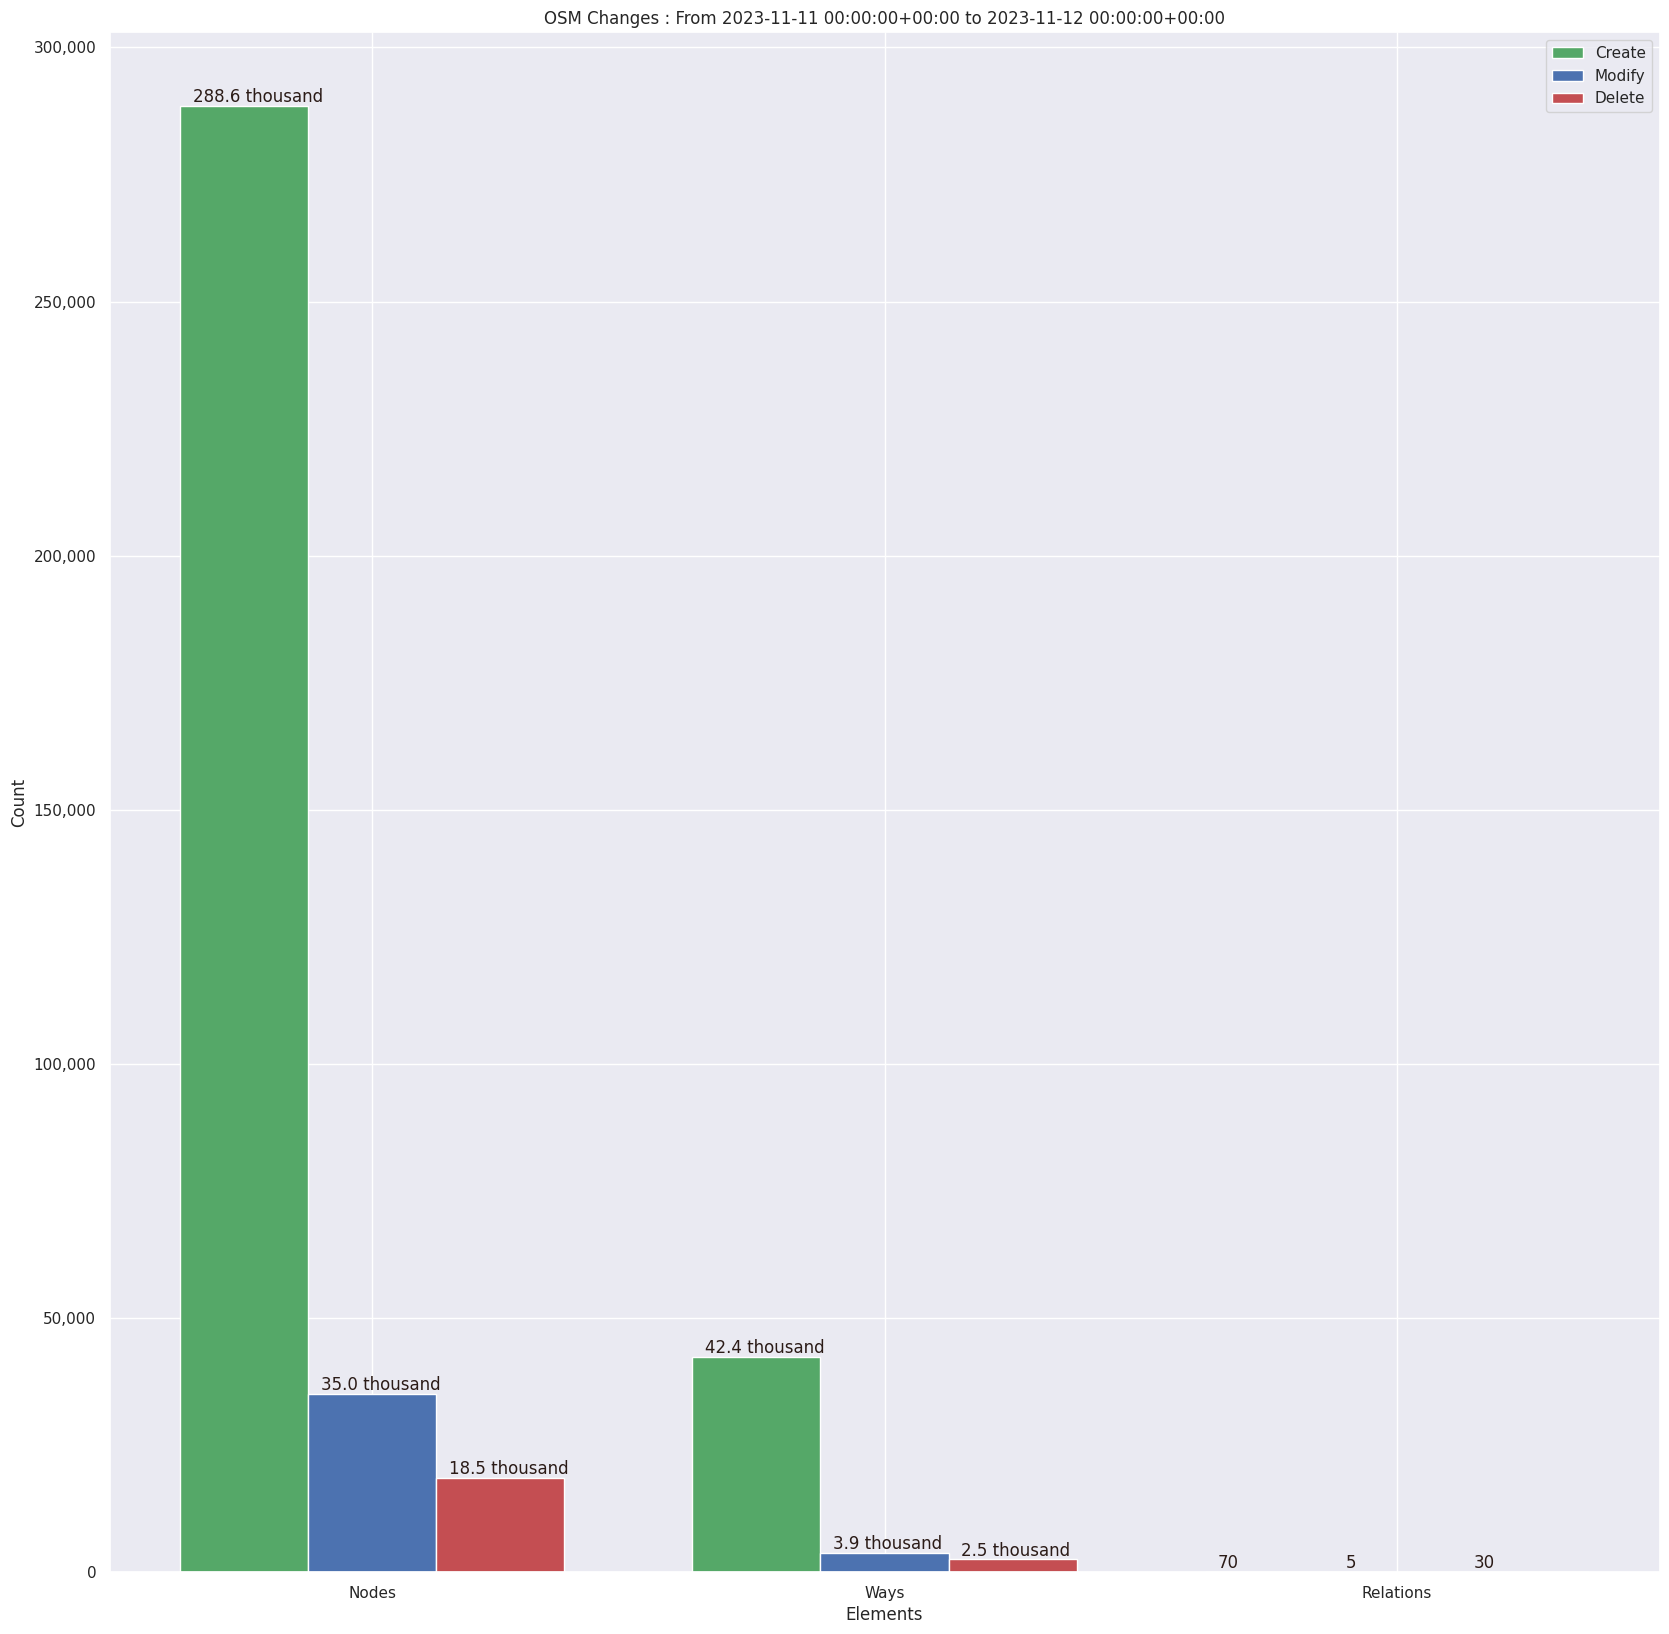 OSM Changes : From 2023-11-11 00:00:00+00:00 to 2023-11-12 00:00:00+00:00
300,000
250,000
200,000
150,000
100,000
50,000
0
Count
Create
Modify
Delete
288.6 thousand
35.0 thousand
18.5 thousand
42.4 thousand
3.9 thousand
2.5 thousand
70
5
30
Nodes
Ways
Relations
Elements